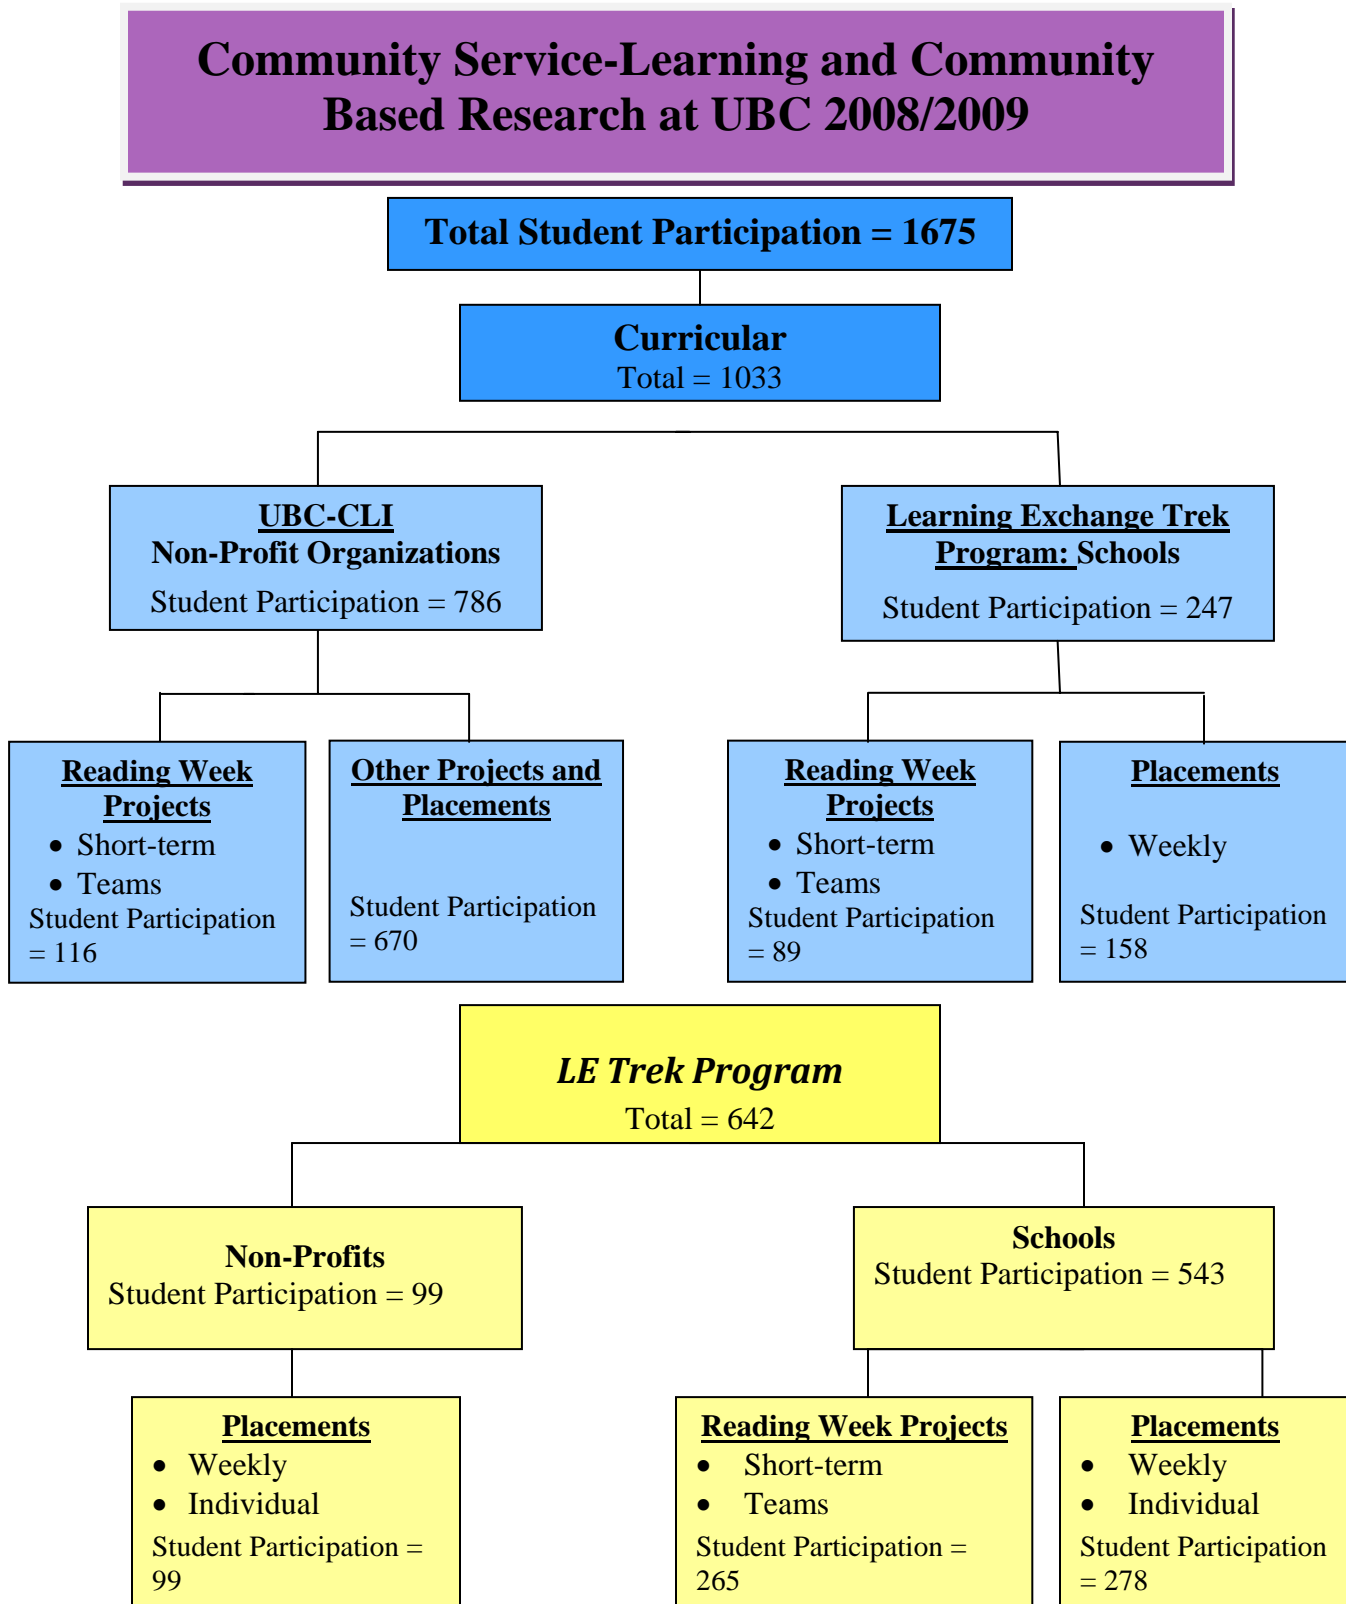 Community Service-Learning and Community
Based Research at UBC 2008/2009
Total Student Participation = 1675
Curricular
Total = 1033
UBC-CLI
Non-Profit Organizations
Student Participation = 786
Learning Exchange Trek
Program: Schools
Student Participation = 247
Reading Week
Projects
• Short-term
• Teams
Student Participation
= 116
Other Projects and
Placements
Student Participation
= 670
Reading Week
Projects
• Short-term
• Teams
Student Participation
= 89
Placements
• Weekly
Student Participation
= 158
LE Trek Program
Total = 642
Non-Profits
Student Participation = 99
Schools
Student Participation = 543
Placements
• Weekly
• Individual
Student Participation =
99
Reading Week Projects
• Short-term
• Teams
Student Participation =
265
Placements
• Weekly
• Individual
Student Participation
= 278